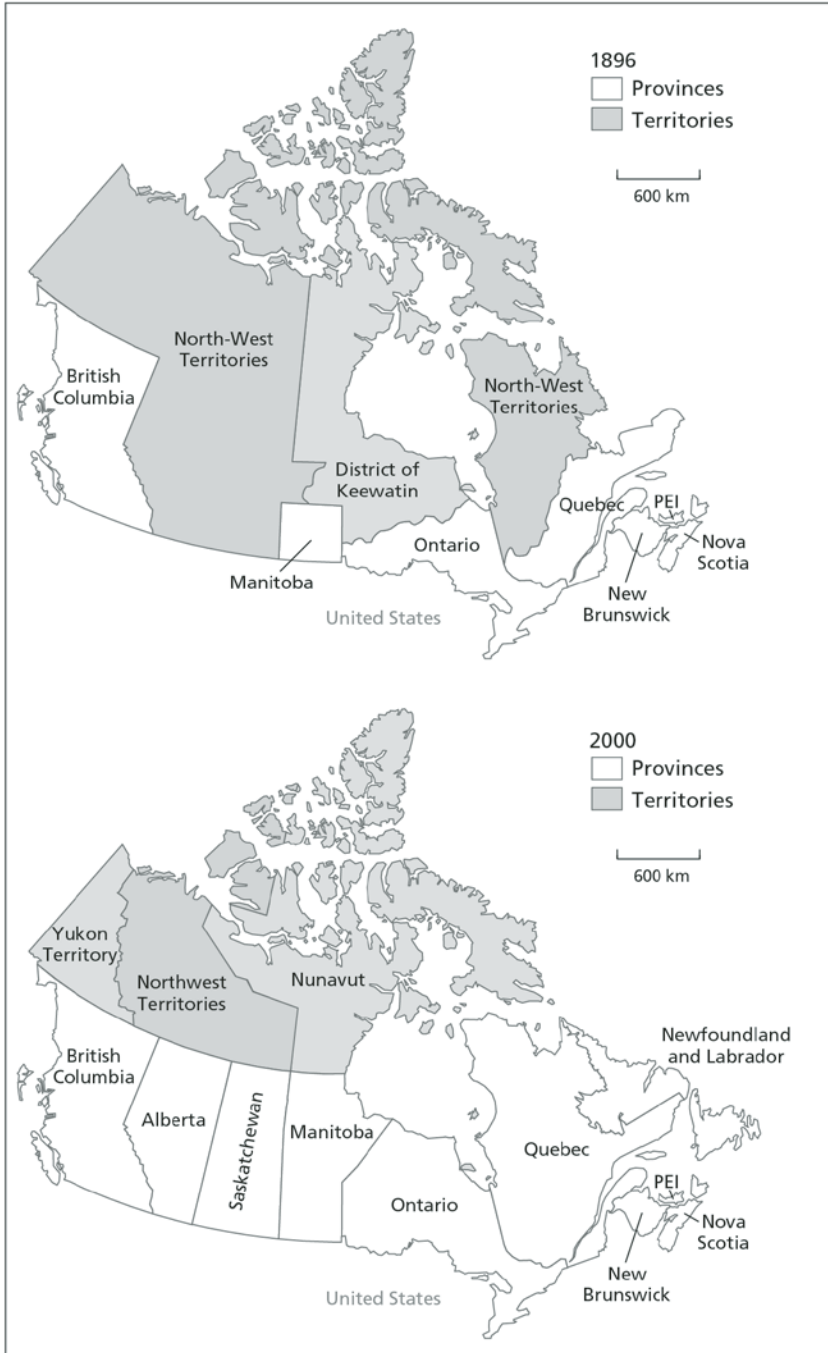 1896
Provinces
Territories
600 km
North-West
Territories
British
Columbia
North-West
Territories
District of
Keewatin
Quebec
PEI
Ontario
Nova
Scotia
Manitoba
New
Brunswick
United States
2000
Provinces
Territories
600 km
Yukon
Territory
Northwest
Territories
Nunavut
Newfoundland
and Labrador
British
Columbia
Alberta
Saskatchewan
Manitoba
Quebec
Ontario
PEI
Nova
Scotia
New
Brunswick
United States